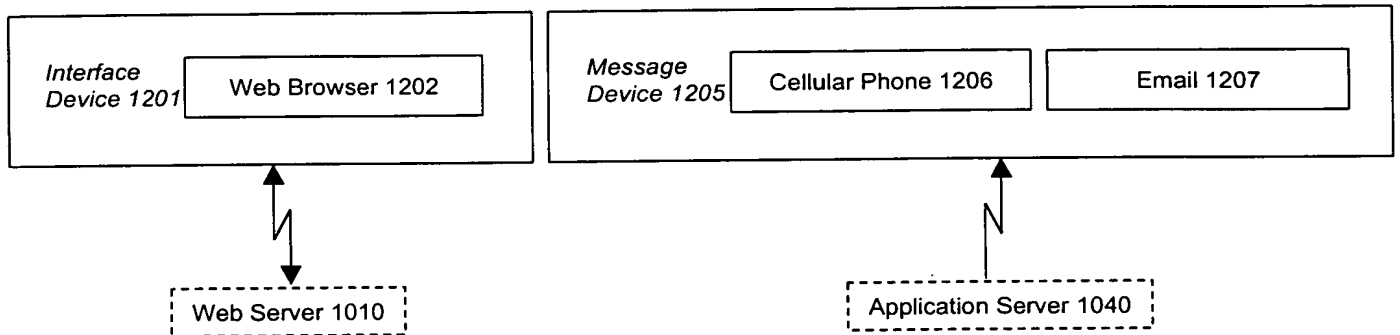 Interface
Device 1201
Web Browser 1202
Message
Device 1205
Cellular Phone 1206
Email 1207
Web Server 1010
Application Server 1040